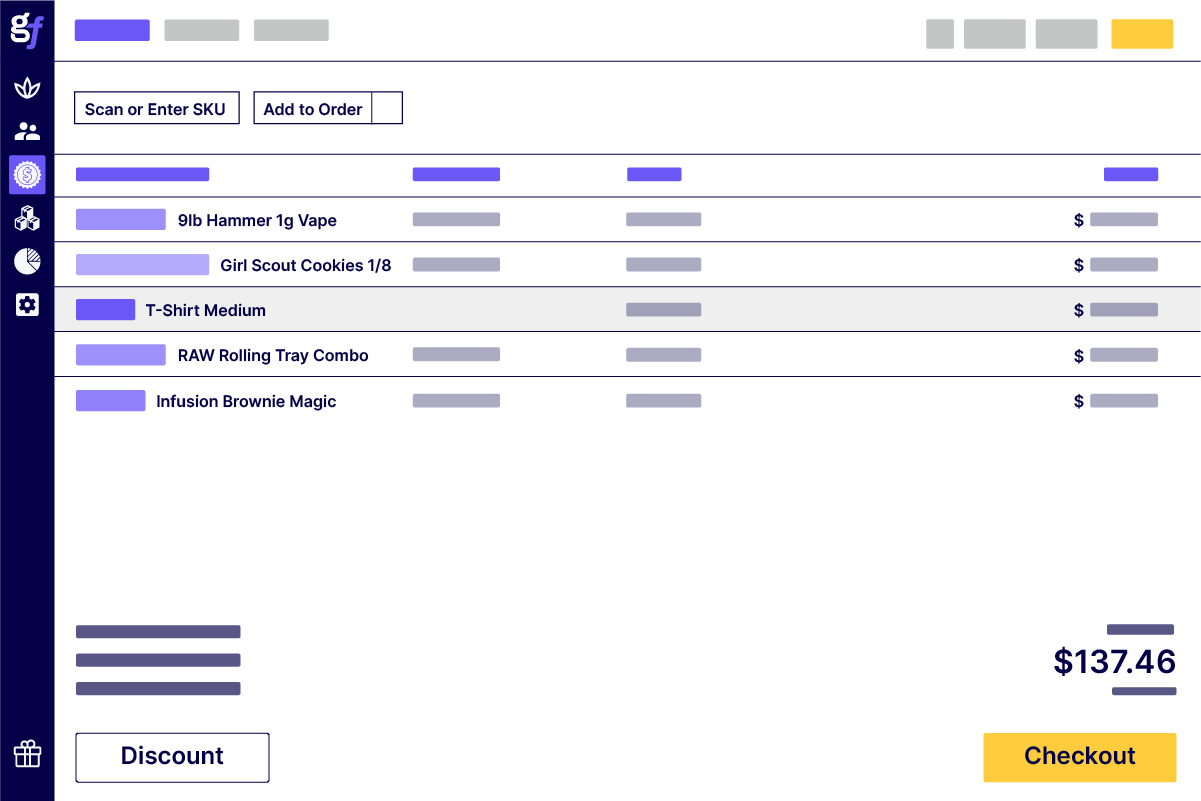 gf
Scan or Enter SKU
Add to Order
9lb Hammer 1g Vape
$
Girl Scout Cookies 1/8
$
T-Shirt Medium
$
RAW Rolling Tray Combo
$
Infusion Brownie Magic
$
$137.46
Discount
Checkout